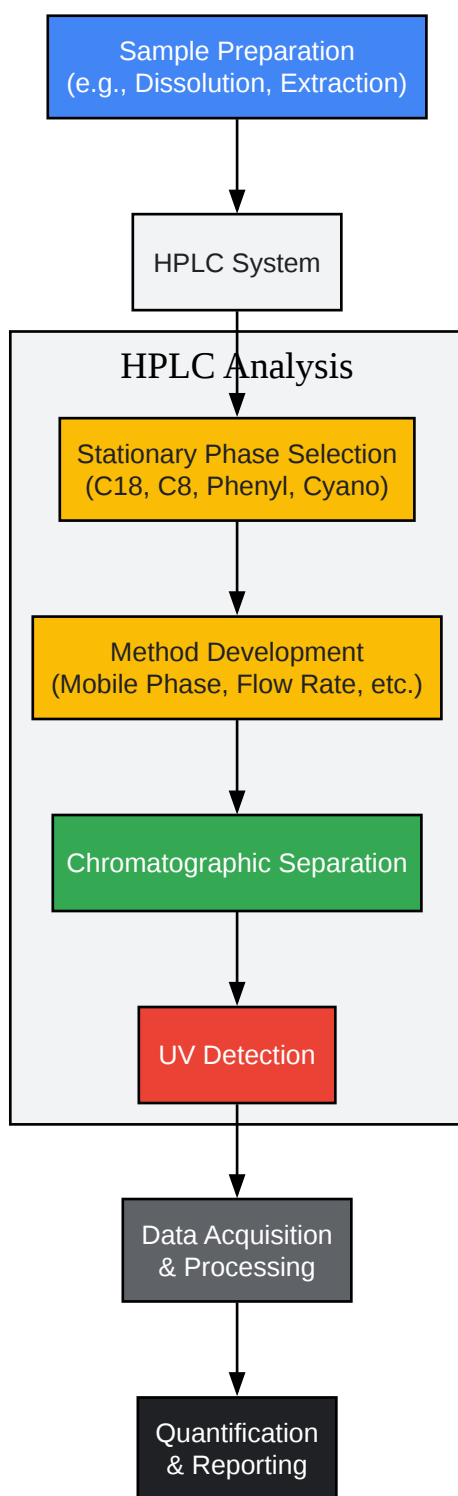 Sample Preparation
(e.g., Dissolution, Extraction)
HPLC System
HPLC Analysis
Stationary Phase Selection
(C18, C8, Phenyl, Cyano)
Method Development
(Mobile Phase, Flow Rate, etc.)
Chromatographic Separation
UV Detection
Data Acquisition
& Processing
Quantification
& Reporting